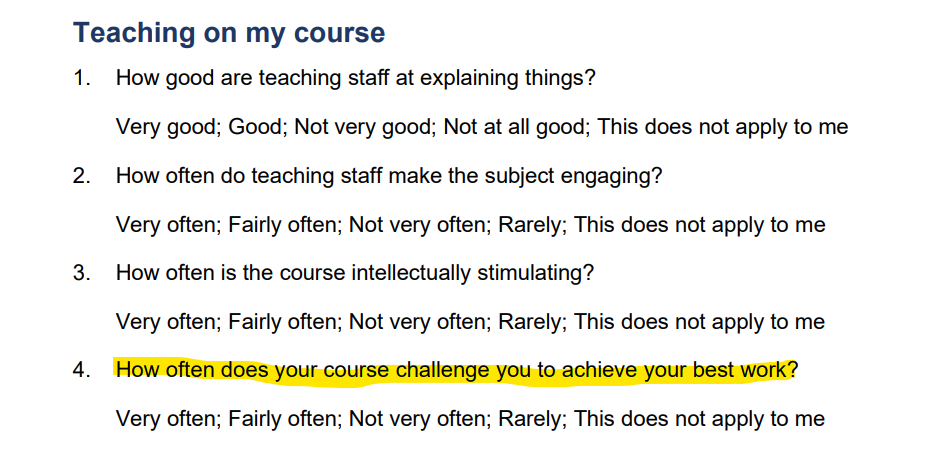 Teaching on my course
1. How good are teaching staff at explaining things?
Very good; Good; Not very good; Not at all good; This does not apply to me
2. How often do teaching staff make the subject engaging?
Very often; Fairly often; Not very often; Rarely; This does not apply to me
3. How often is the course intellectually stimulating?
Very often; Fairly often; Not very often; Rarely; This does not apply to me
4. How often does your course challenge you to achieve your best work?
Very often; Fairly often; Not very often; Rarely; This does not apply to me